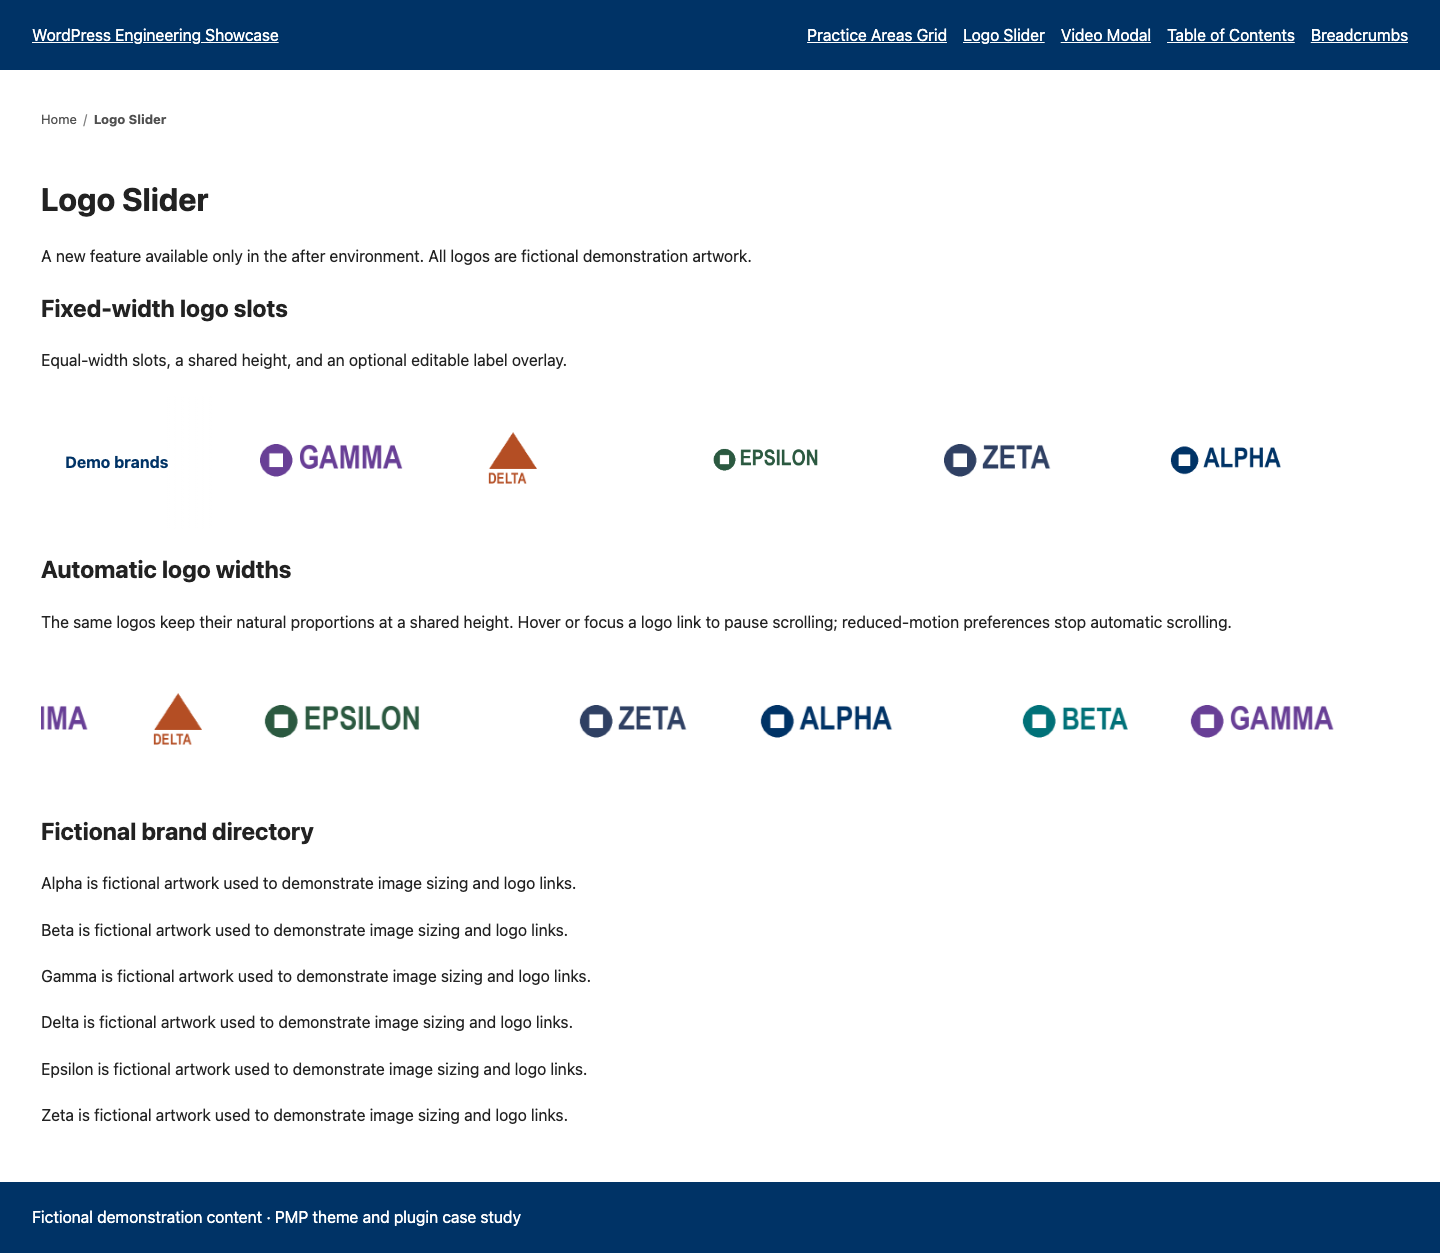 WordPress Engineering Showcase
Practice Areas Grid Logo Slider Video Modal Table of Contents Breadcrumbs
Home / Logo Slider
Logo Slider
A new feature available only in the after environment. All logos are fictional demonstration artwork.
Fixed-width logo slots
Equal-width slots, a shared height, and an optional editable label overlay.
Demo brands GAMMA DELTA EPSILON ZETA ALPHA
Automatic logo widths
The same logos keep their natural proportions at a shared height. Hover or focus a logo link to pause scrolling; reduced-motion preferences stop automatic scrolling.
MA DELTA EPSILON ZETA ALPHA BETA GAMMA
Fictional brand directory
Alpha is fictional artwork used to demonstrate image sizing and logo links.
Beta is fictional artwork used to demonstrate image sizing and logo links.
Gamma is fictional artwork used to demonstrate image sizing and logo links.
Delta is fictional artwork used to demonstrate image sizing and logo links.
Epsilon is fictional artwork used to demonstrate image sizing and logo links.
Zeta is fictional artwork used to demonstrate image sizing and logo links.
Fictional demonstration content · PMP theme and plugin case study